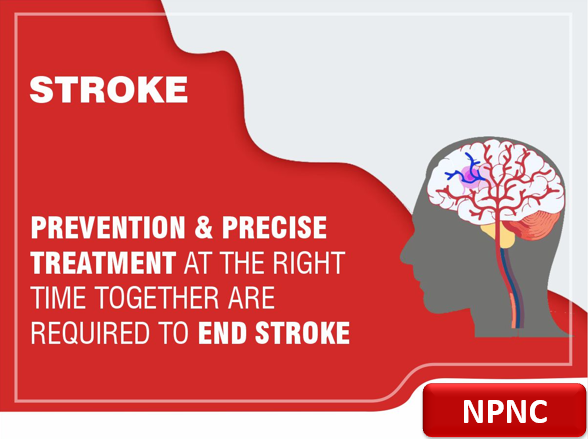 STROKE
PREVENTION & PRECISE
TREATMENT AT THE RIGHT
TIME TOGETHER ARE
REQUIRED TO END STROKE
NPNC